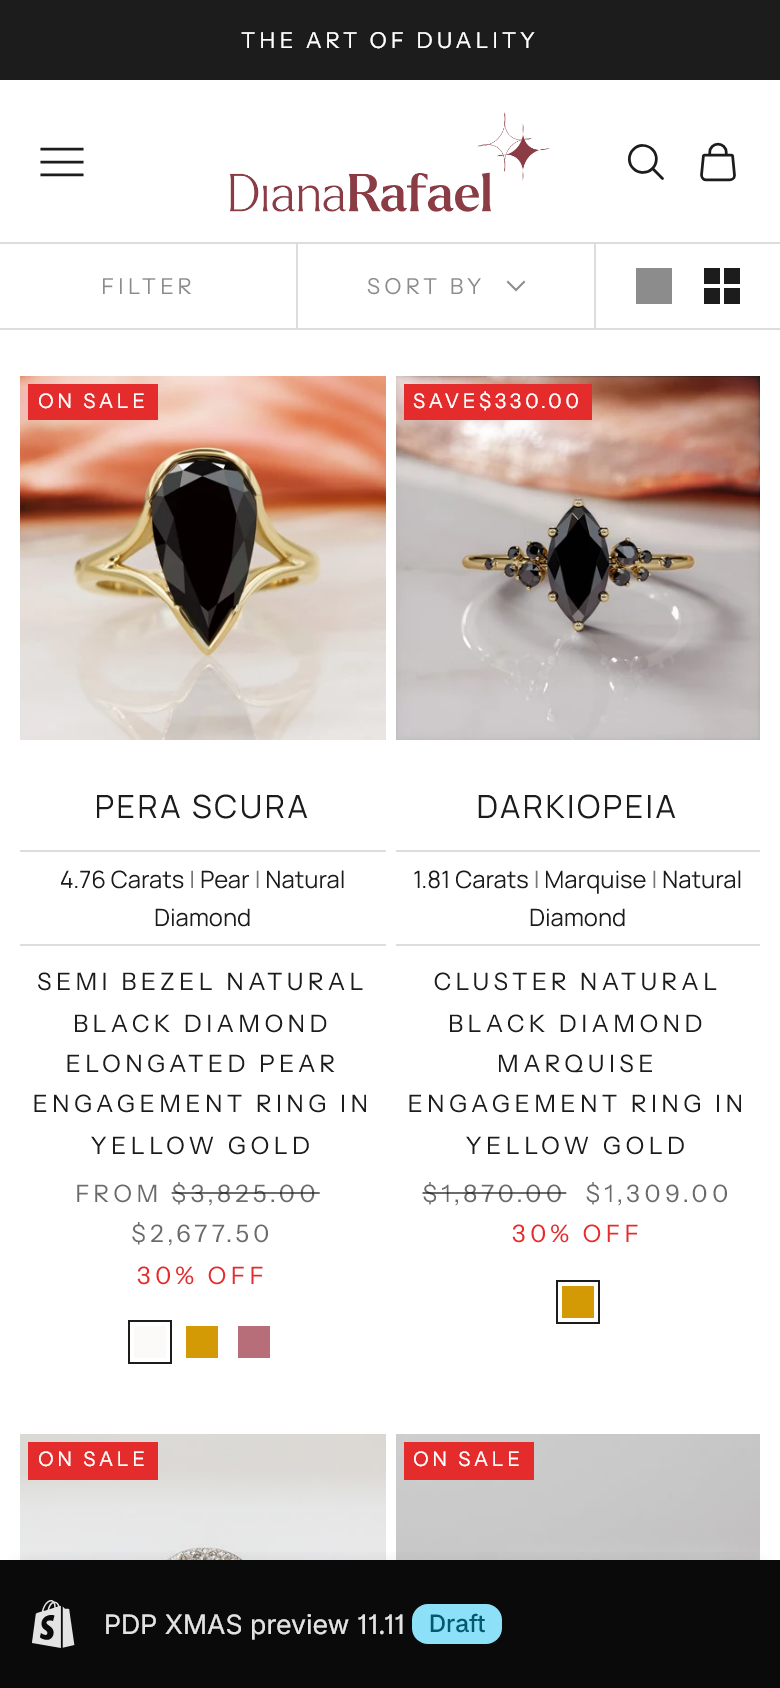 THE ART OF DUALITY
DianaRafael
FILTER
SORT BY
ON SALE
SAVE$330.00
PERA SCURA
4.76 Carats | Pear | Natural
Diamond
SEMI BEZEL NATURAL
BLACK DIAMOND
ELONGATED PEAR
ENGAGEMENT RING IN
YELLOW GOLD
FROM $3,825.00
$2,677.50
30% OFF
DARKIOPEIA
1.81 Carats | Marquise | Natural
Diamond
CLUSTER NATURAL
BLACK DIAMOND
MARQUISE
ENGAGEMENT RING IN
YELLOW GOLD
$1,870.00 $1,309.00
30% OFF
ON SALE
ON SALE
PDP XMAS preview 11.11 Draft